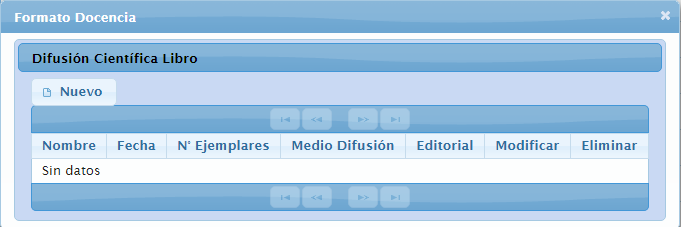 Formato Docencia
Difusión Científica Libro
Nuevo
Nombre Fecha N° Ejemplares Medio Difusión Editorial Modificar Eliminar
Sin datos